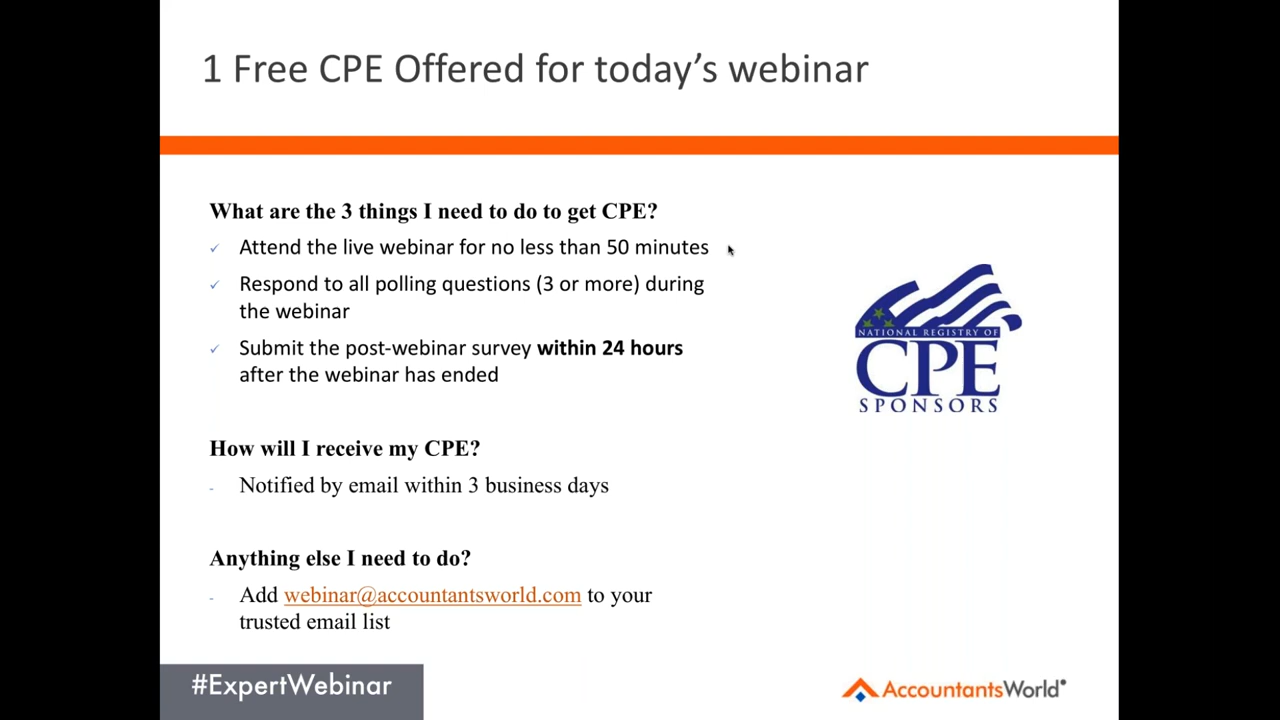 1 Free CPE Offered for today's webinar
What are the 3 things I need to do to get CPE?
✓ Attend the live webinar for no less than 50 minutes
✓ Respond to all polling questions (3 or more) during
the webinar
✓ Submit the post-webinar survey within 24 hours
after the webinar has ended
NATIONAL REGISTRY OF
CPE
SPONSORS
How will I receive my CPE?
- Notified by email within 3 business days
Anything else I need to do?
- Add webinar@accountantsworld.com to your
trusted email list
#ExpertWebinar
AccountantsWorld